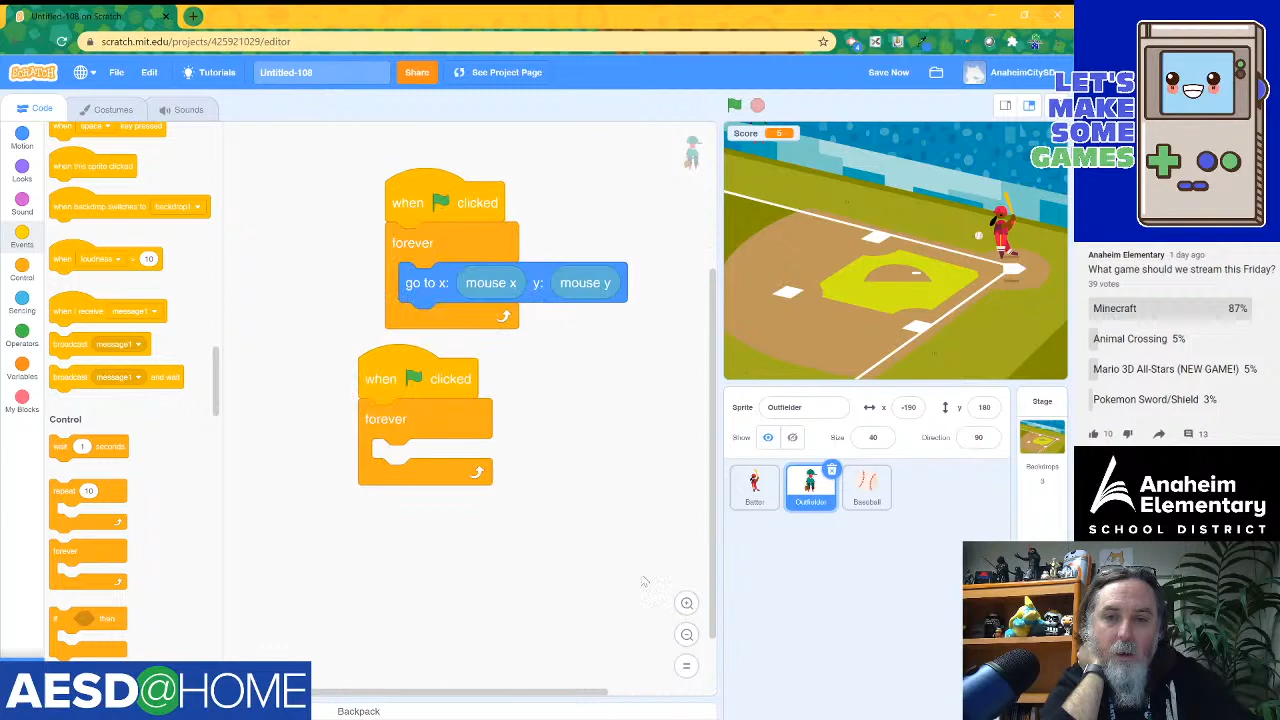 Untitled-108 on Scratch
scratch.mit.edu/projects/425921029/editor
SCRATCH
File
Edit
Tutorials
Untitled-108
Share
See Project Page
Save Now
AnaheimCitySD
Code
Costumes
Sounds
Motion
Looks
Sound
Events
Control
Sensing
Operators
Variables
My Blocks
when space key pressed
when this sprite clicked
when backdrop switches to backdrop1
when loudness > 10
when I receive message1
broadcast message1
broadcast message1 and wait
Control
wait 1 seconds
repeat 10
forever
if then
when clicked
forever
go to x: mouse x y: mouse y
when clicked
forever
Backpack
Score 5
Sprite Outfielder x -190 y 180
Show Size 40 Direction 90
Batter
Outfielder
Baseball
Stage
Backdrops
3
LET'S
MAKE
SOME
GAMES
Anaheim Elementary 1 day ago
What game should we stream this Friday?
39 votes
Minecraft 87%
Animal Crossing 5%
Mario 3D All-Stars (NEW GAME!) 5%
Pokemon Sword/Shield 3%
10
13
Anaheim
Elementary
SCHOOL DISTRICT
AESD@HOME